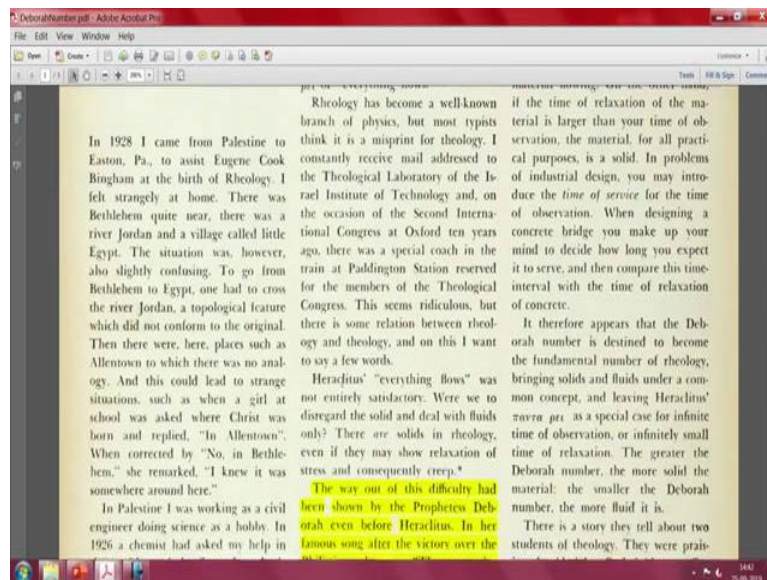 DeborahNumber.pdf - Adobe Acrobat Pro
File Edit View Window Help
Open Create
Customize
1 /1
Tools Fill & Sign Comment
In 1928 I came from Palestine to
Easton, Pa., to assist Eugene Cook
Bingham at the birth of Rheology. I
felt strangely at home. There was
Bethlehem quite near, there was a
river Jordan and a village called little
Egypt. The situation was, however,
also slightly confusing. To go from
Bethlehem to Egypt, one had to cross
the river Jordan, a topological feature
which did not conform to the original.
Then there were, here, places such as
Allentown to which there was no anal-
ogy. And this could lead to strange
situations, such as when a girl at
school was asked where Christ was
born and replied, "In Allentown".
When corrected by "No, in Bethle-
hem," she remarked, "I knew it was
somewhere around here."
In Palestine I was working as a civil
engineer doing science as a hobby. In
1926 a chemist had asked my help in
Rheology has become a well-known
branch of physics, but most typists
think it is a misprint for theology. I
constantly receive mail addressed to
the Theological Laboratory of the Is-
rael Institute of Technology and, on
the occasion of the Second Interna-
tional Congress at Oxford ten years
ago, there was a special coach in the
train at Paddington Station reserved
for the members of the Theological
Congress. This seems ridiculous, but
there is some relation between rheol-
ogy and theology, and on this I want
to say a few words.
Heraclitus' "everything flows" was
not entirely satisfactory. Were we to
disregard the solid and deal with fluids
only? There are solids in rheology,
even if they may show relaxation of
stress and consequently creep.*
The way out of this difficulty had
been shown by the Prophetess Deb-
orah even before Heraclitus. In her
famous song after the victory over the
if the time of relaxation of the ma-
terial is larger than your time of ob-
servation, the material, for all practi-
cal purposes, is a solid. In problems
of industrial design, you may intro-
duce the time of service for the time
of observation. When designing a
concrete bridge you make up your
mind to decide how long you expect
it to serve, and then compare this time-
interval with the time of relaxation
of concrete.
It therefore appears that the Deb-
orah number is destined to become
the fundamental number of rheology,
bringing solids and fluids under a com-
mon concept, and leaving Heraclitus'
παντα ρει as a special case for infinite
time of observation, or infinitely small
time of relaxation. The greater the
Deborah number, the more solid the
material; the smaller the Deborah
number, the more fluid it is.
There is a story they tell about two
students of theology. They were prais-
14:42